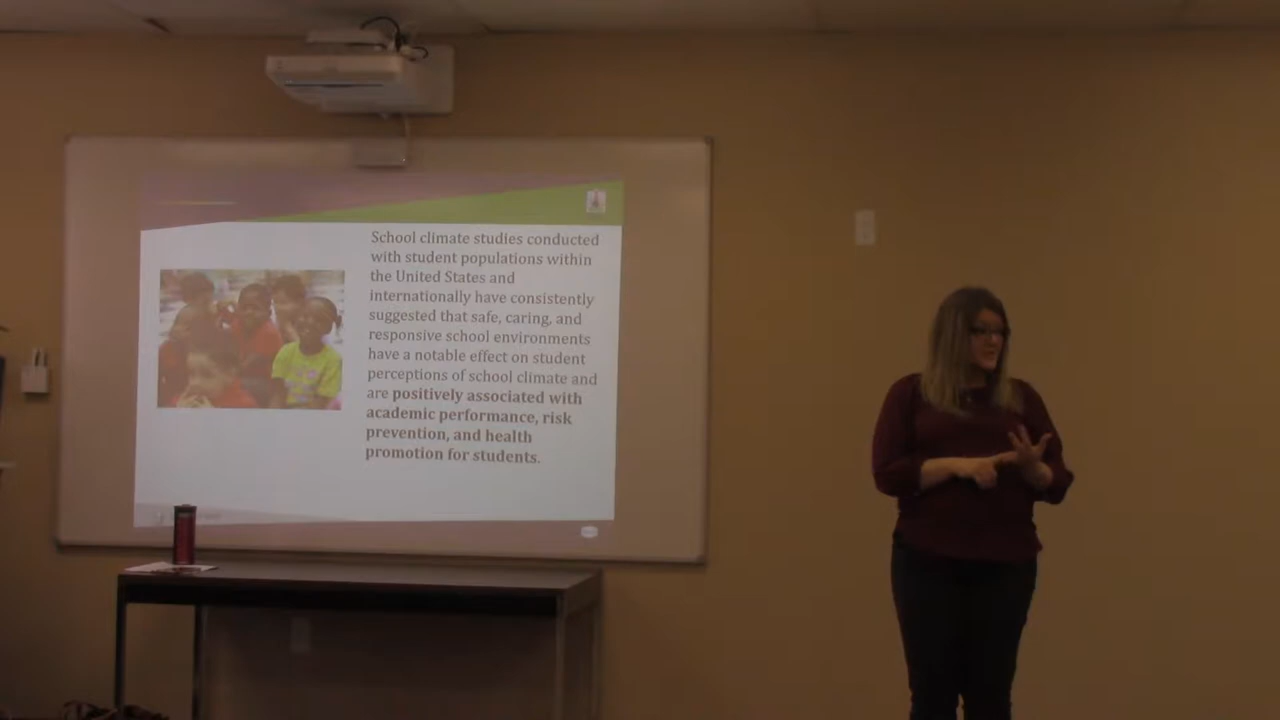 School climate studies conducted
with student populations within
the United States and
internationally have consistently
suggested that safe, caring, and
responsive school environments
have a notable effect on student
perceptions of school climate and
are positively associated with
academic performance, risk
prevention, and health
promotion for students.